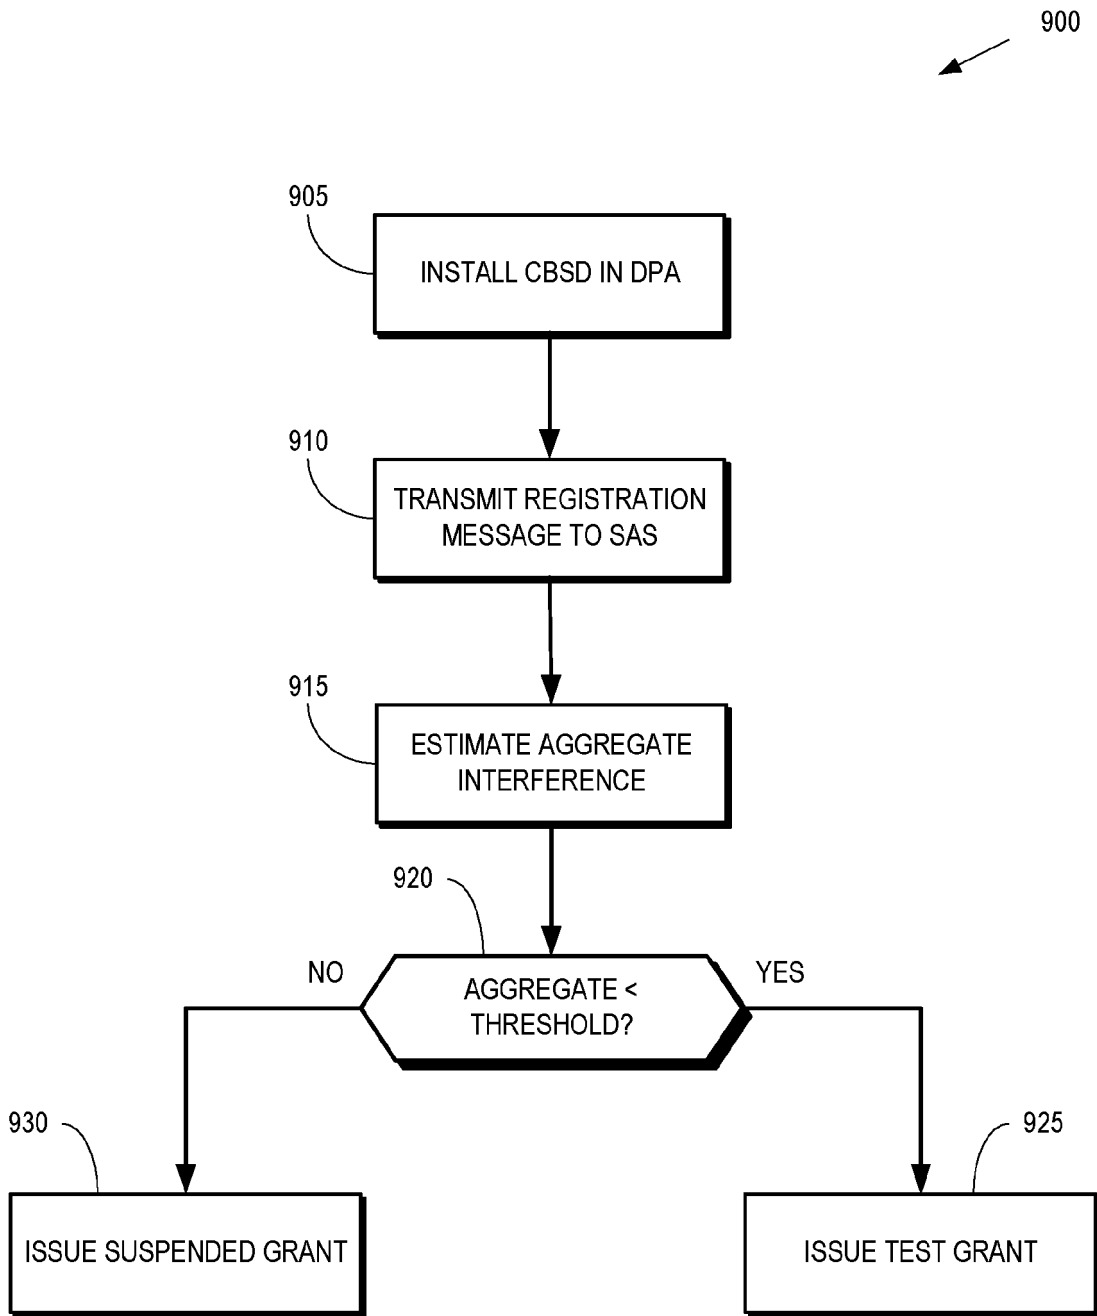 900
905
INSTALL CBSD IN DPA
910
TRANSMIT REGISTRATION
MESSAGE TO SAS
915
ESTIMATE AGGREGATE
INTERFERENCE
920
NO
AGGREGATE <
THRESHOLD?
YES
930
ISSUE SUSPENDED GRANT
925
ISSUE TEST GRANT